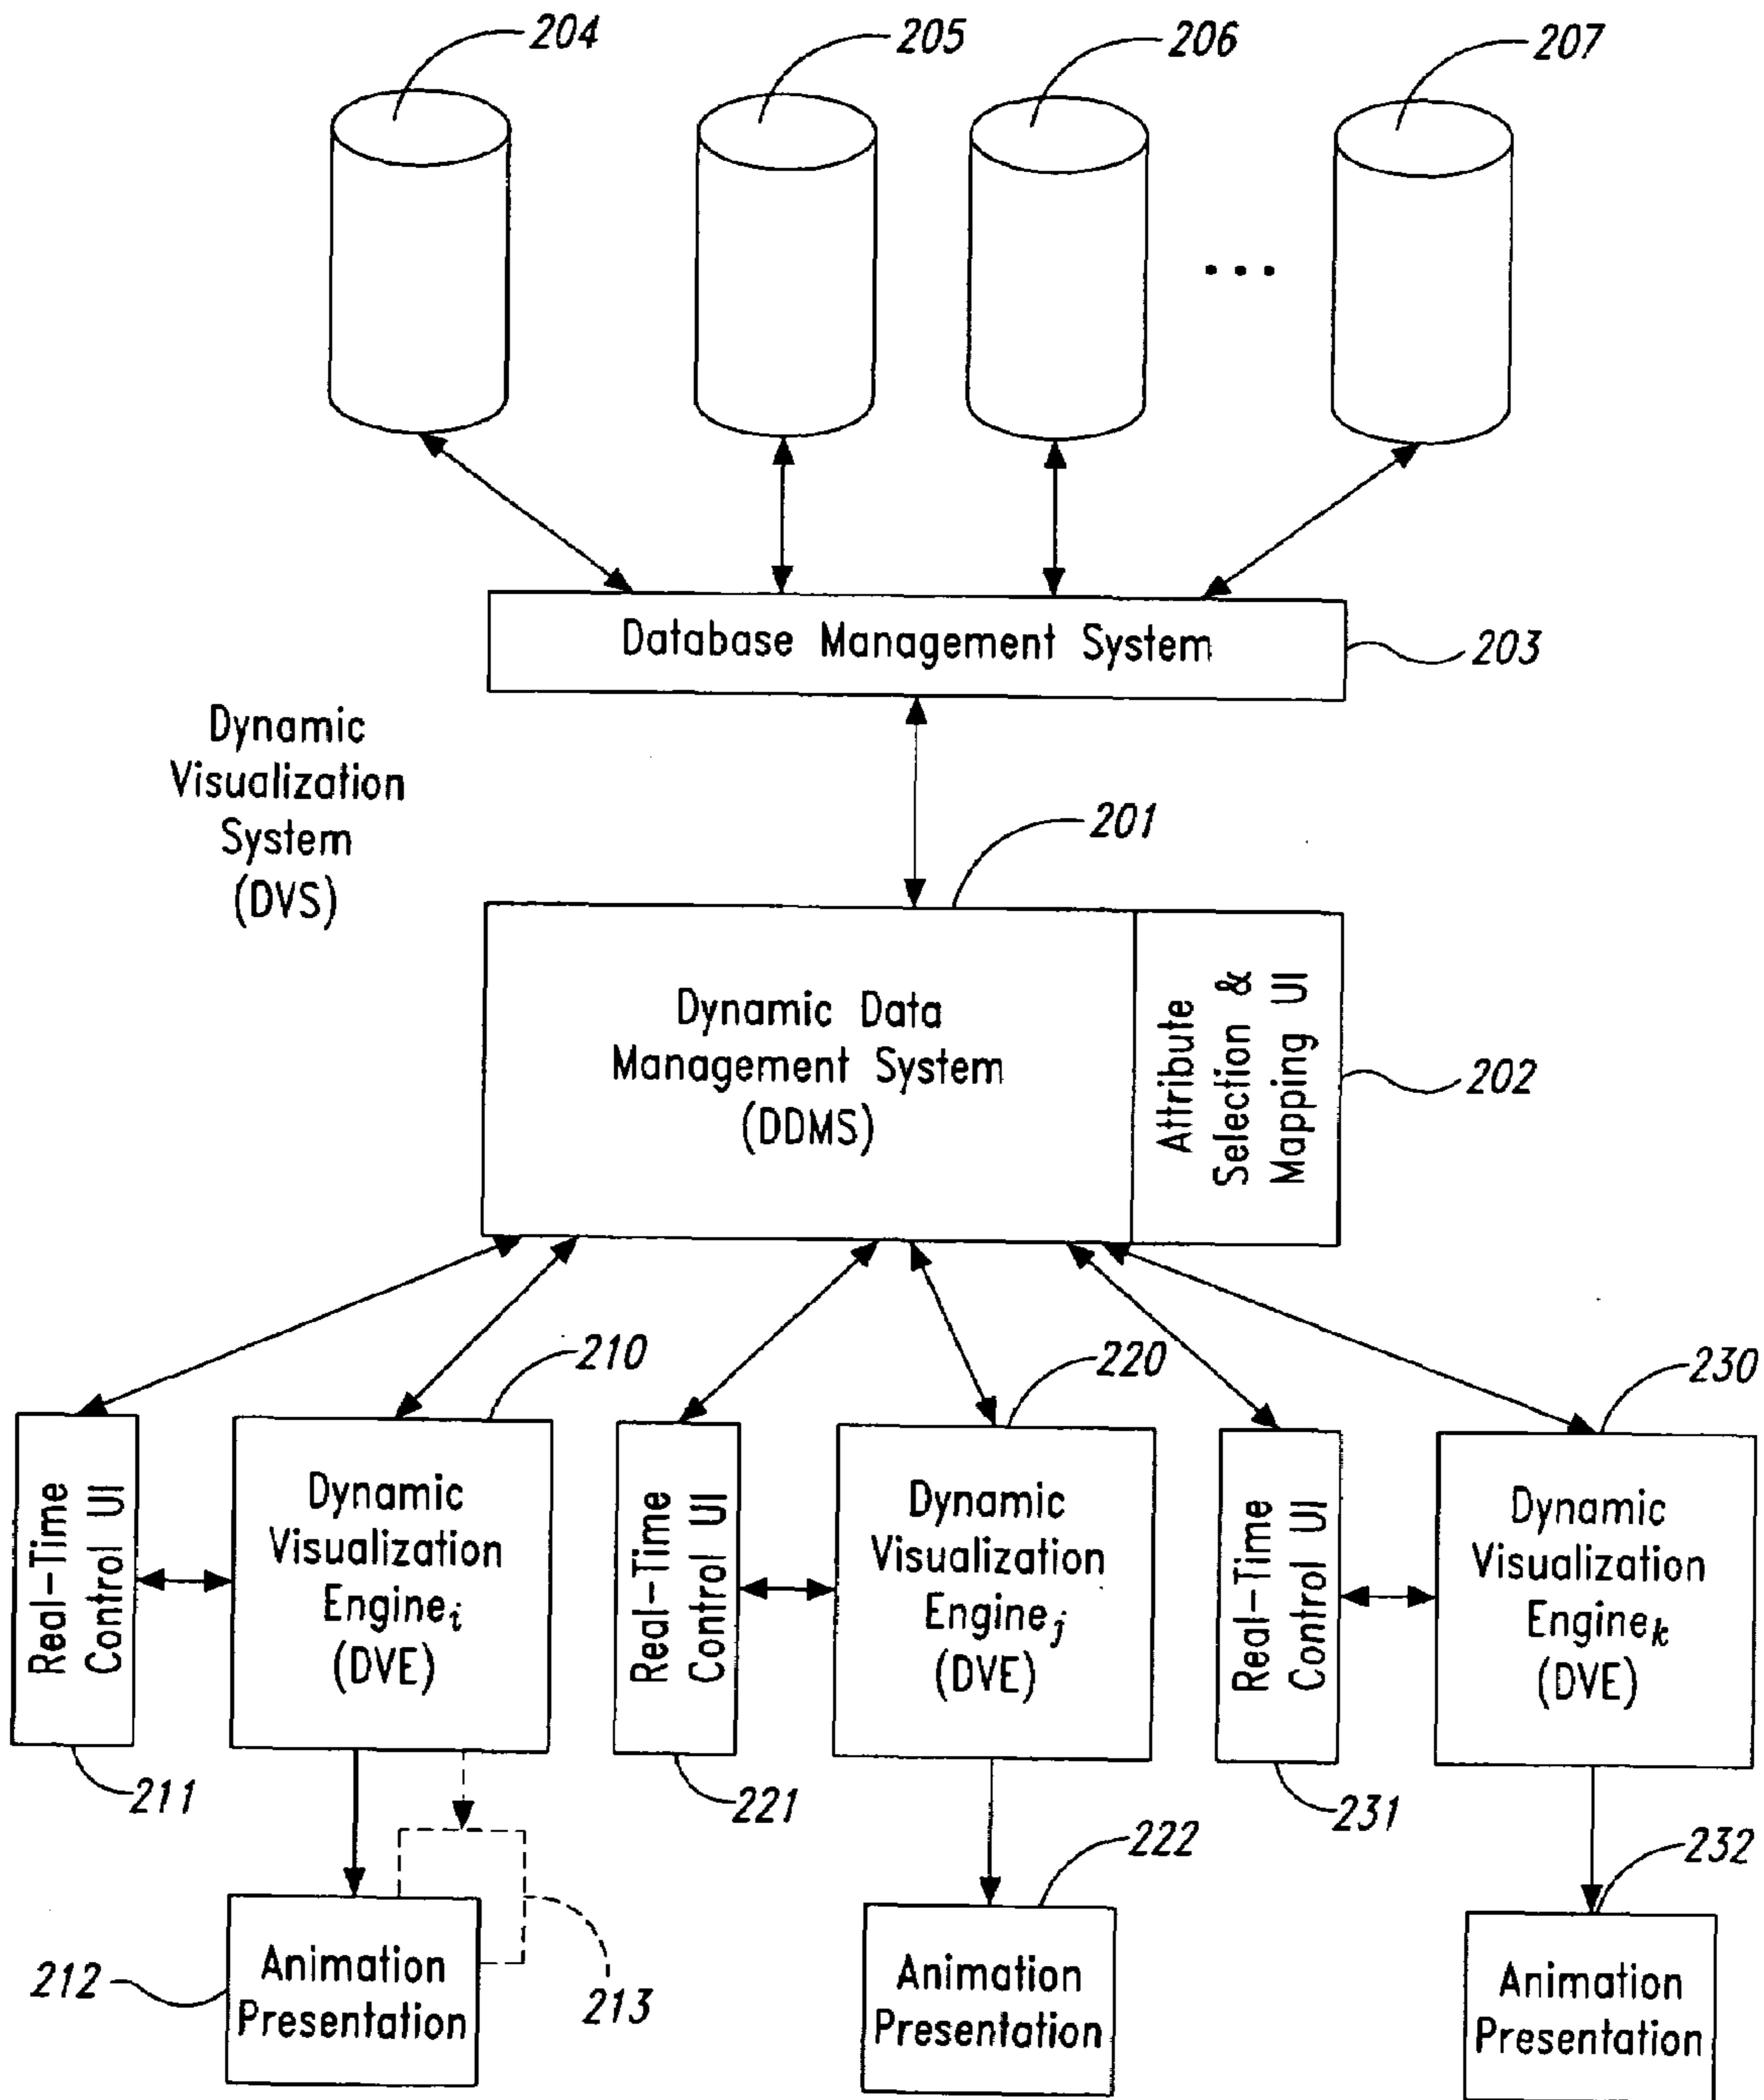 204
205
206
207
...
Database Management System
203
Dynamic
Visualization
System
(DVS)
201
Dynamic Data
Management System
(DDMS)
Attribute
Selection &
Mapping UI
202
210
220
230
Real-Time
Control UI
Dynamic
Visualization
Engine_i
(DVE)
Real-Time
Control UI
Dynamic
Visualization
Engine_j
(DVE)
Real-Time
Control UI
Dynamic
Visualization
Engine_k
(DVE)
211
221
231
222
232
212
Animation
Presentation
213
Animation
Presentation
Animation
Presentation